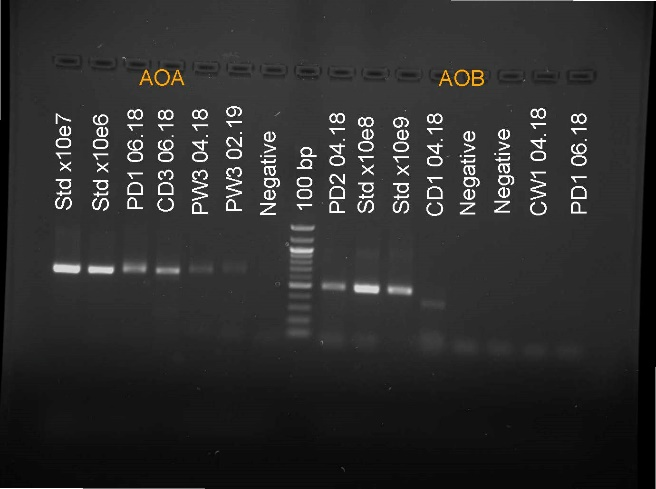 AOA
AOB
Std x10e7
Std x10e6
PD1 06.18
CD3 06.18
PW3 04.18
PW3 02.19
Negative
100 bp
PD2 04.18
Std x10e8
Std x10e9
CD1 04.18
Negative
Negative
CW1 04.18
PD1 06.18